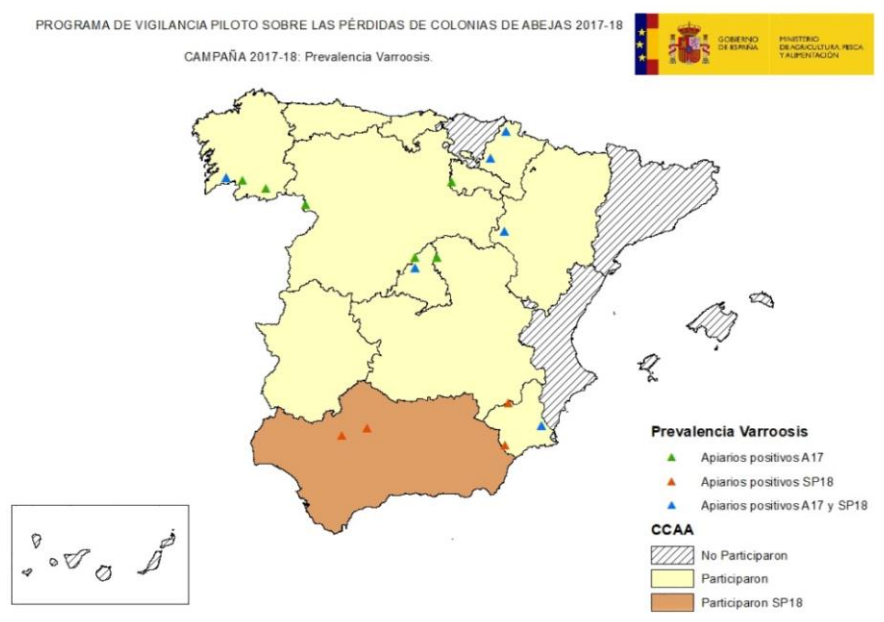 PROGRAMA DE VIGILANCIA PILOTO SOBRE LAS PÉRDIDAS DE COLONIAS DE ABEJAS 2017-18
CAMPAÑA 2017-18: Prevalencia Varroosis.
GOBIERNO
DE ESPAÑA
MINISTERIO
DE AGRICULTURA, PESCA
Y ALIMENTACIÓN
Prevalencia Varroosis
Apiarios positivos A17
Apiarios positivos SP18
Apiarios positivos A17 y SP18
CCAA
No Participaron
Participaron
Participaron SP18